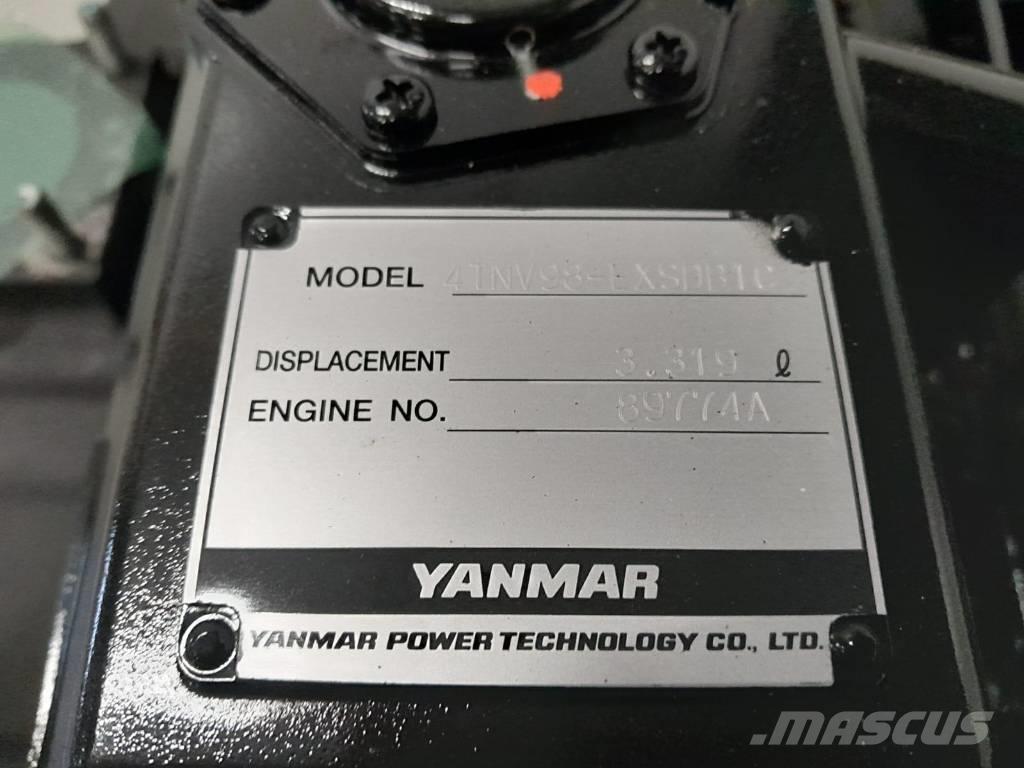 MODEL 4TNV98-EXSDB1C
DISPLACEMENT 3.319 ℓ
ENGINE NO. 89774A
YANMAR
YANMAR POWER TECHNOLOGY CO., LTD.
MASCUS